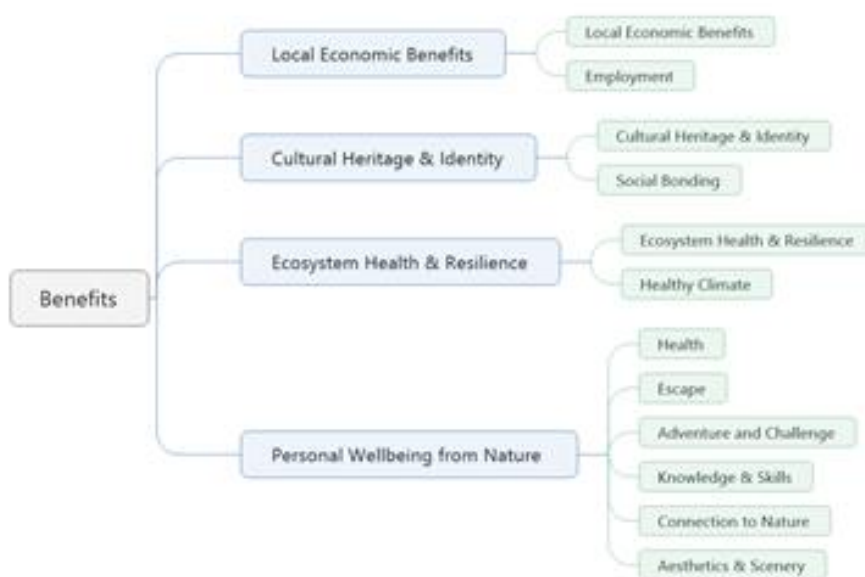 Benefits
Local Economic Benefits
Local Economic Benefits
Employment
Cultural Heritage & Identity
Cultural Heritage & Identity
Social Bonding
Ecosystem Health & Resilience
Ecosystem Health & Resilience
Healthy Climate
Personal Wellbeing from Nature
Health
Escape
Adventure and Challenge
Knowledge & Skills
Connection to Nature
Aesthetics & Scenery